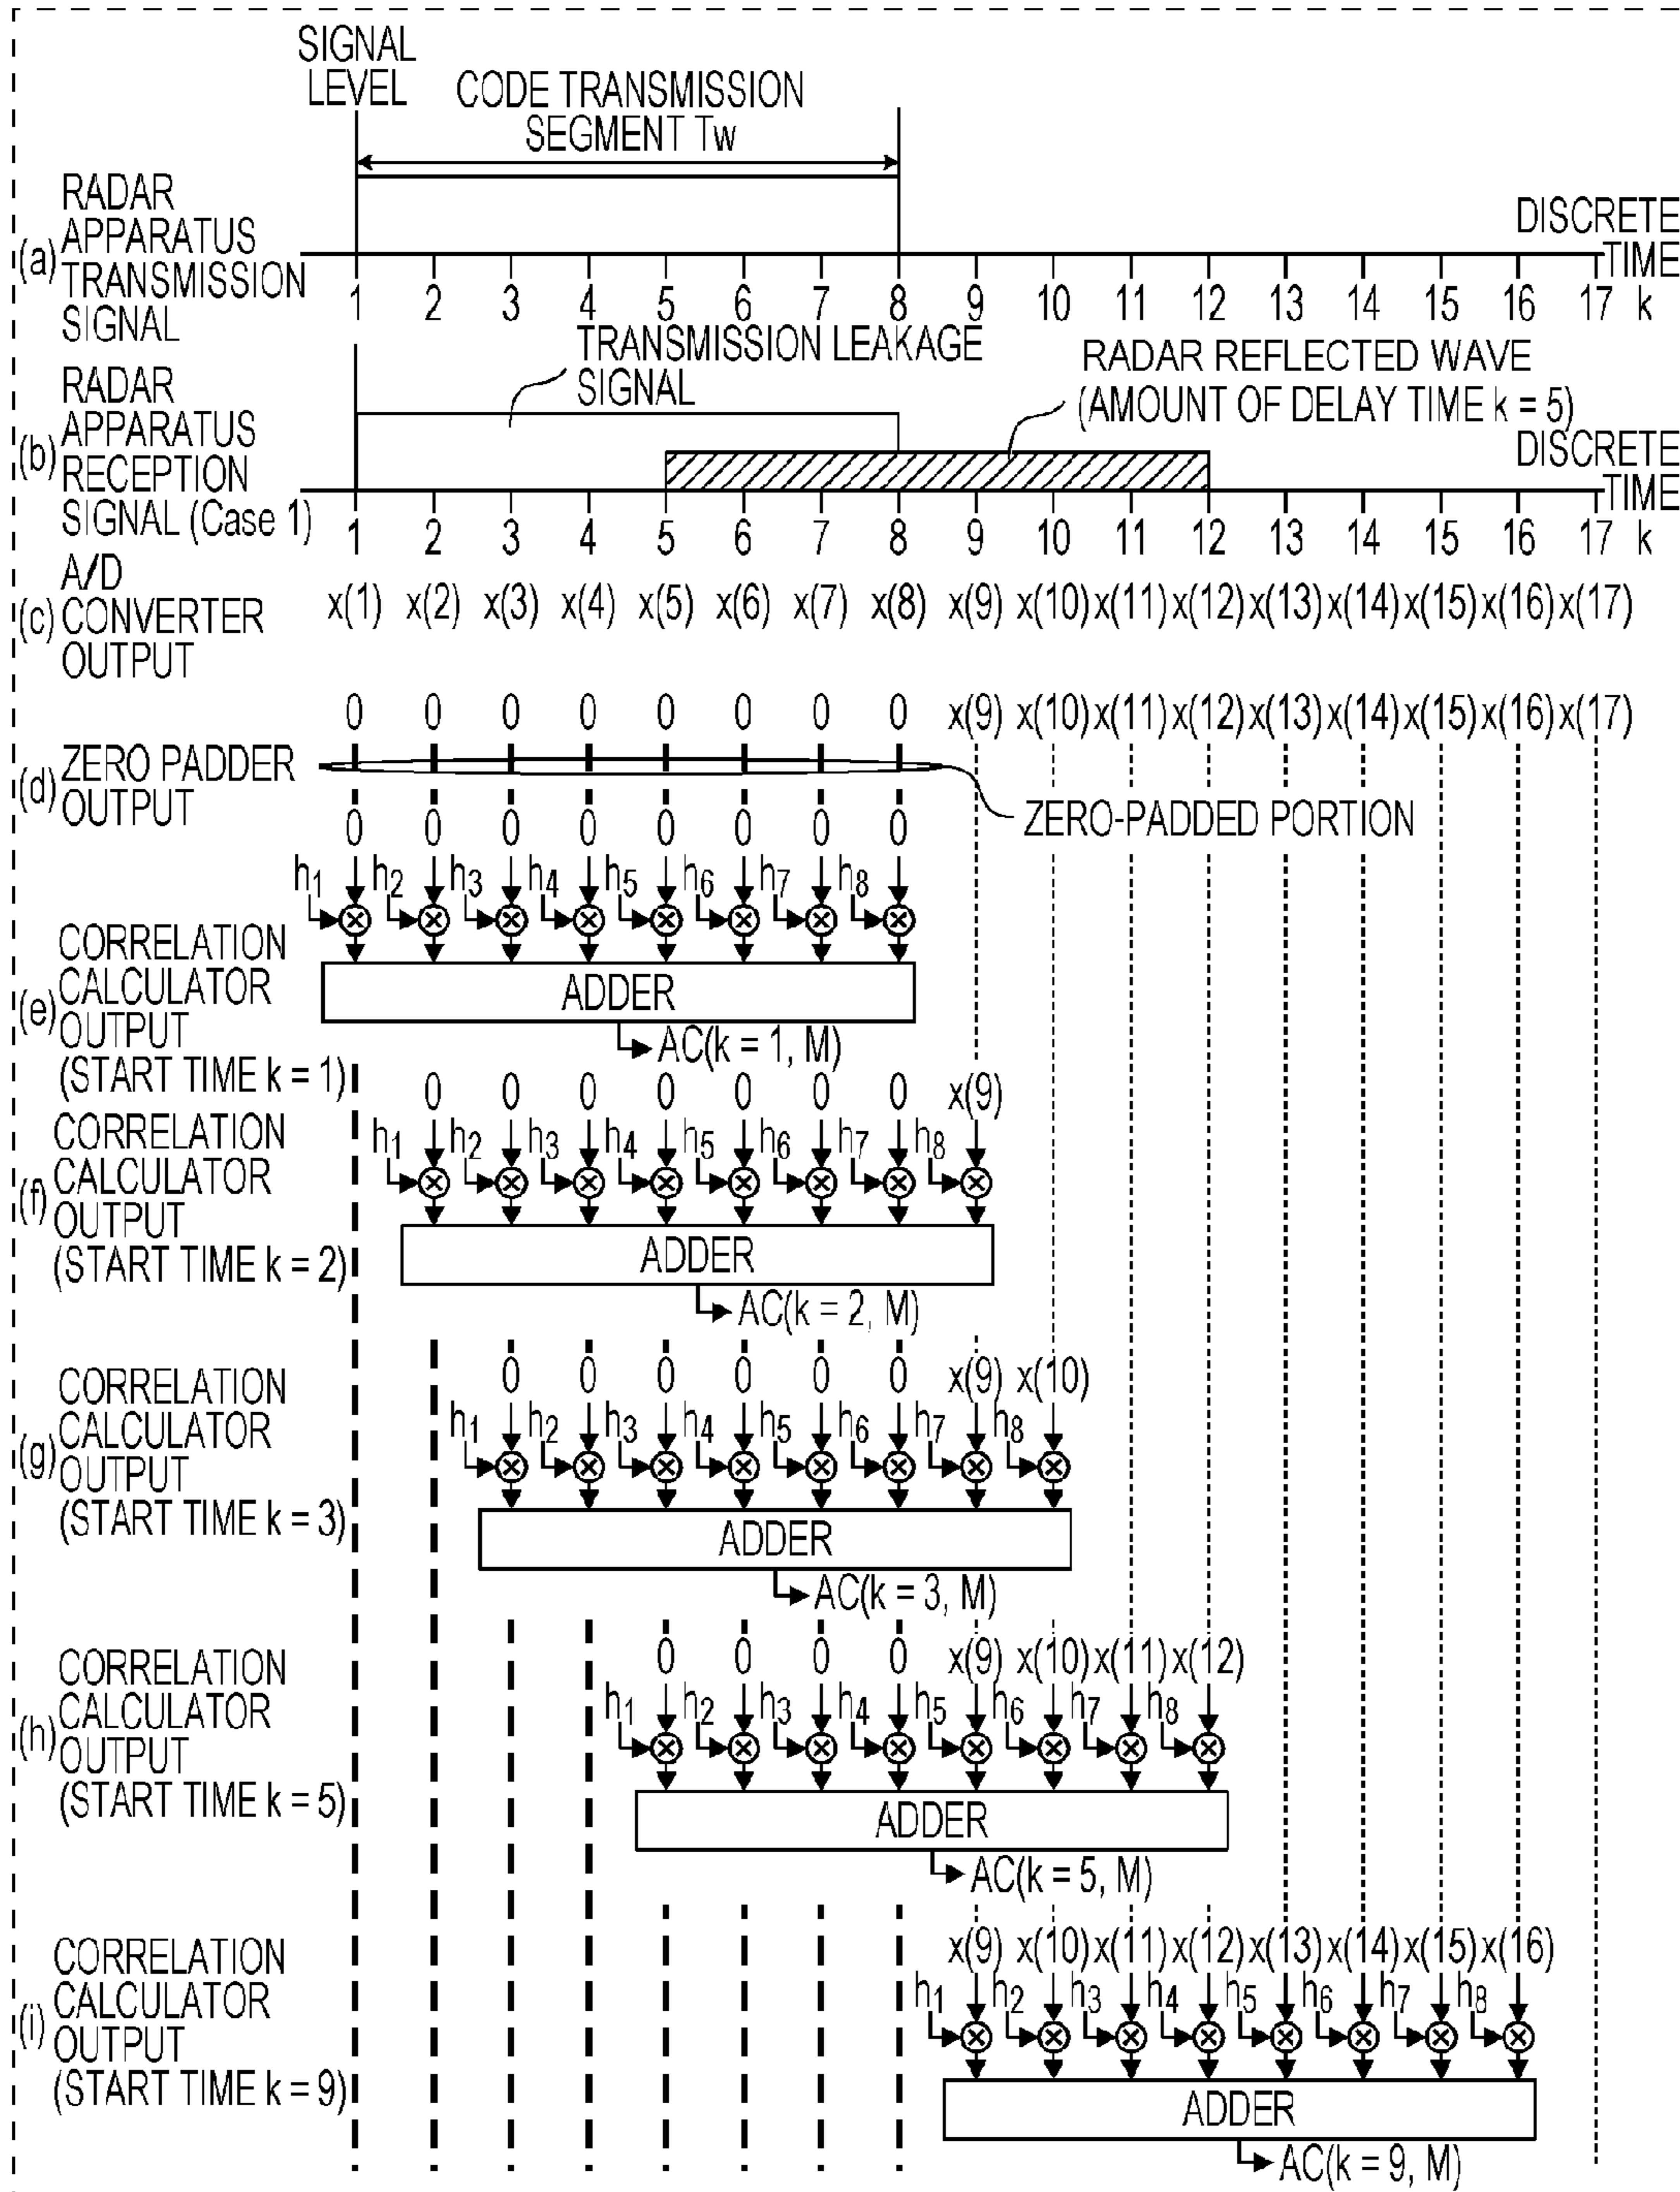 SIGNAL
LEVEL
CODE TRANSMISSION
SEGMENT Tw
(a)
RADAR
APPARATUS
TRANSMISSION
SIGNAL
DISCRETE
TIME
1 2 3 4 5 6 7 8 9 10 11 12 13 14 15 16 17 k
TRANSMISSION LEAKAGE
SIGNAL
RADAR REFLECTED WAVE
(AMOUNT OF DELAY TIME k = 5)
(b)
RADAR
APPARATUS
RECEPTION
SIGNAL (Case 1)
DISCRETE
TIME
1 2 3 4 5 6 7 8 9 10 11 12 13 14 15 16 17 k
(c)
A/D
CONVERTER
OUTPUT
x(1) x(2) x(3) x(4) x(5) x(6) x(7) x(8) x(9) x(10) x(11) x(12) x(13) x(14) x(15) x(16) x(17)
0 0 0 0 0 0 0 0 x(9) x(10) x(11) x(12) x(13) x(14) x(15) x(16) x(17)
(d)
ZERO PADDER
OUTPUT
ZERO-PADDED PORTION
0 0 0 0 0 0 0 0
h1 h2 h3 h4 h5 h6 h7 h8
(e)
CORRELATION
CALCULATOR
OUTPUT
(START TIME k = 1)
ADDER
AC(k = 1, M)
0 0 0 0 0 0 0 x(9)
h1 h2 h3 h4 h5 h6 h7 h8
(f)
CORRELATION
CALCULATOR
OUTPUT
(START TIME k = 2)
ADDER
AC(k = 2, M)
0 0 0 0 0 0 x(9) x(10)
h1 h2 h3 h4 h5 h6 h7 h8
(g)
CORRELATION
CALCULATOR
OUTPUT
(START TIME k = 3)
ADDER
AC(k = 3, M)
0 0 0 0 x(9) x(10) x(11) x(12)
h1 h2 h3 h4 h5 h6 h7 h8
(h)
CORRELATION
CALCULATOR
OUTPUT
(START TIME k = 5)
ADDER
AC(k = 5, M)
x(9) x(10) x(11) x(12) x(13) x(14) x(15) x(16)
h1 h2 h3 h4 h5 h6 h7 h8
(i)
CORRELATION
CALCULATOR
OUTPUT
(START TIME k = 9)
ADDER
AC(k = 9, M)